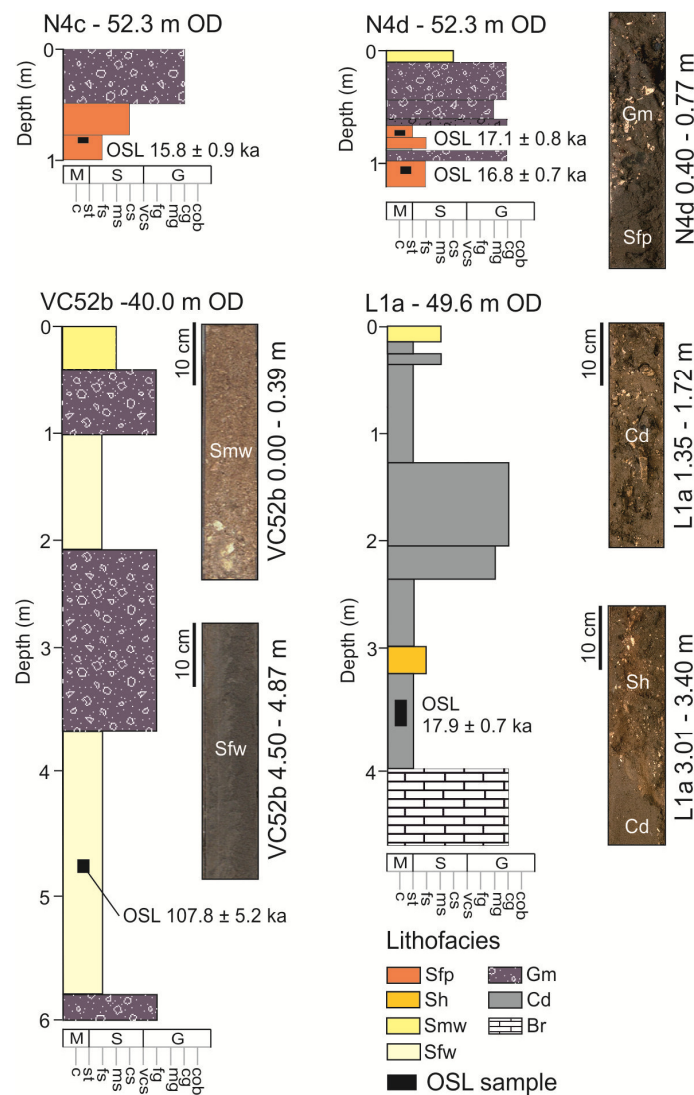 N4c - 52.3 m OD
0
1
Depth (m)
OSL 15.8 ± 0.9 ka
M S G
c st fs ms cs vcs fg mg cg cob
N4d - 52.3 m OD
0
1
Depth (m)
OSL 17.1 ± 0.8 ka
OSL 16.8 ± 0.7 ka
M S G
c st fs ms cs vcs fg mg cg cob
Gm
Sfp
N4d 0.40 - 0.77 m
VC52b -40.0 m OD
0
1
2
3
4
5
6
Depth (m)
OSL 107.8 ± 5.2 ka
M S G
c st fs ms cs vcs fg mg cg cob
10 cm
Smw
VC52b 0.00 - 0.39 m
10 cm
Sfw
VC52b 4.50 - 4.87 m
L1a - 49.6 m OD
0
1
2
3
4
Depth (m)
OSL
17.9 ± 0.7 ka
M S G
c st fs ms cs vcs fg mg cg cob
10 cm
Cd
L1a 1.35 - 1.72 m
10 cm
Sh
Cd
L1a 3.01 - 3.40 m
Lithofacies
Sfp
Sh
Smw
Sfw
Gm
Cd
Br
OSL sample